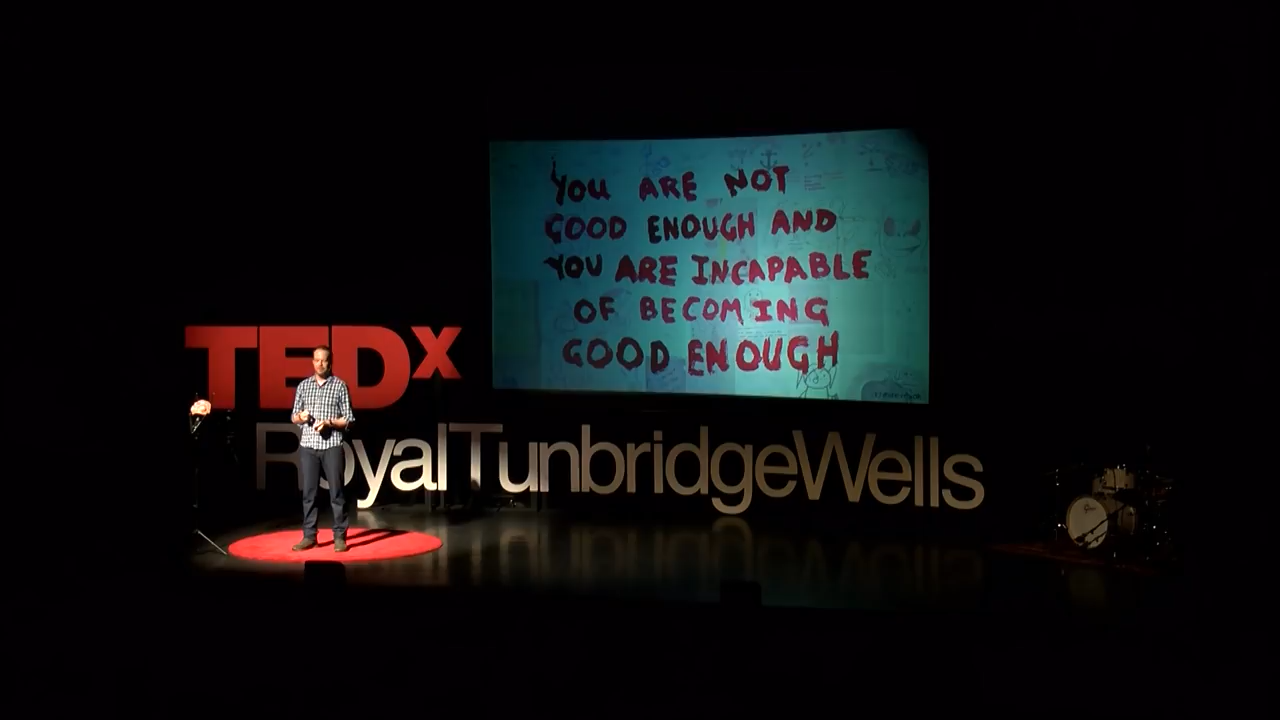 YOU ARE NOT
GOOD ENOUGH AND
YOU ARE INCAPABLE
OF BECOMING
GOOD ENOUGH
TEDx
RoyalTunbridgeWells